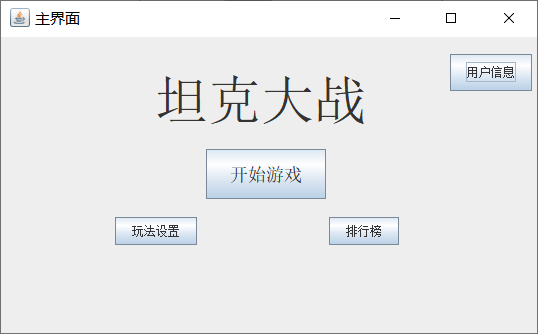 主界面
用户信息
坦克大战
开始游戏
玩法设置
排行榜